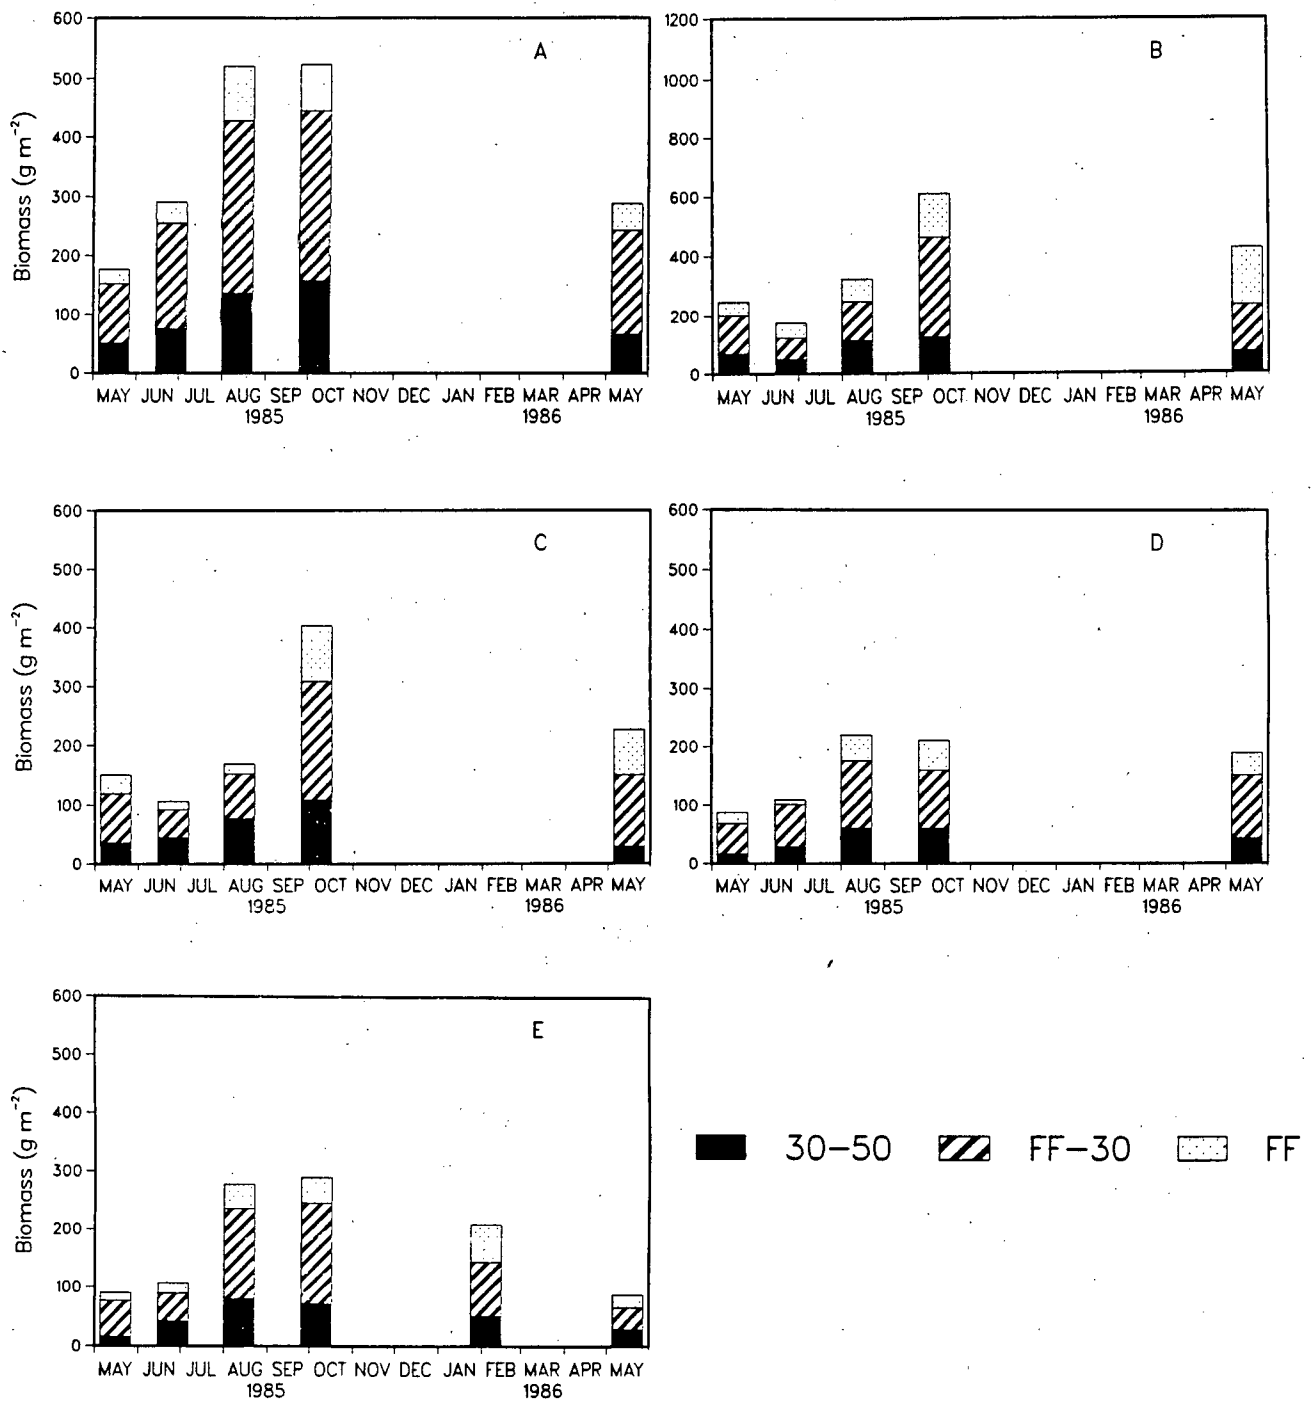 A
Biomass (g m⁻²)
600
500
400
300
200
100
0
MAY JUN JUL AUG SEP OCT NOV DEC JAN FEB MAR APR MAY
1985 1986
B
1200
1000
800
600
400
200
0
MAY JUN JUL AUG SEP OCT NOV DEC JAN FEB MAR APR MAY
1985 1986
C
Biomass (g m⁻²)
600
500
400
300
200
100
0
MAY JUN JUL AUG SEP OCT NOV DEC JAN FEB MAR APR MAY
1985 1986
D
600
500
400
300
200
100
0
MAY JUN JUL AUG SEP OCT NOV DEC JAN FEB MAR APR MAY
1985 1986
E
Biomass (g m⁻²)
600
500
400
300
200
100
0
MAY JUN JUL AUG SEP OCT NOV DEC JAN FEB MAR APR MAY
1985 1986
30–50 FF–30 FF